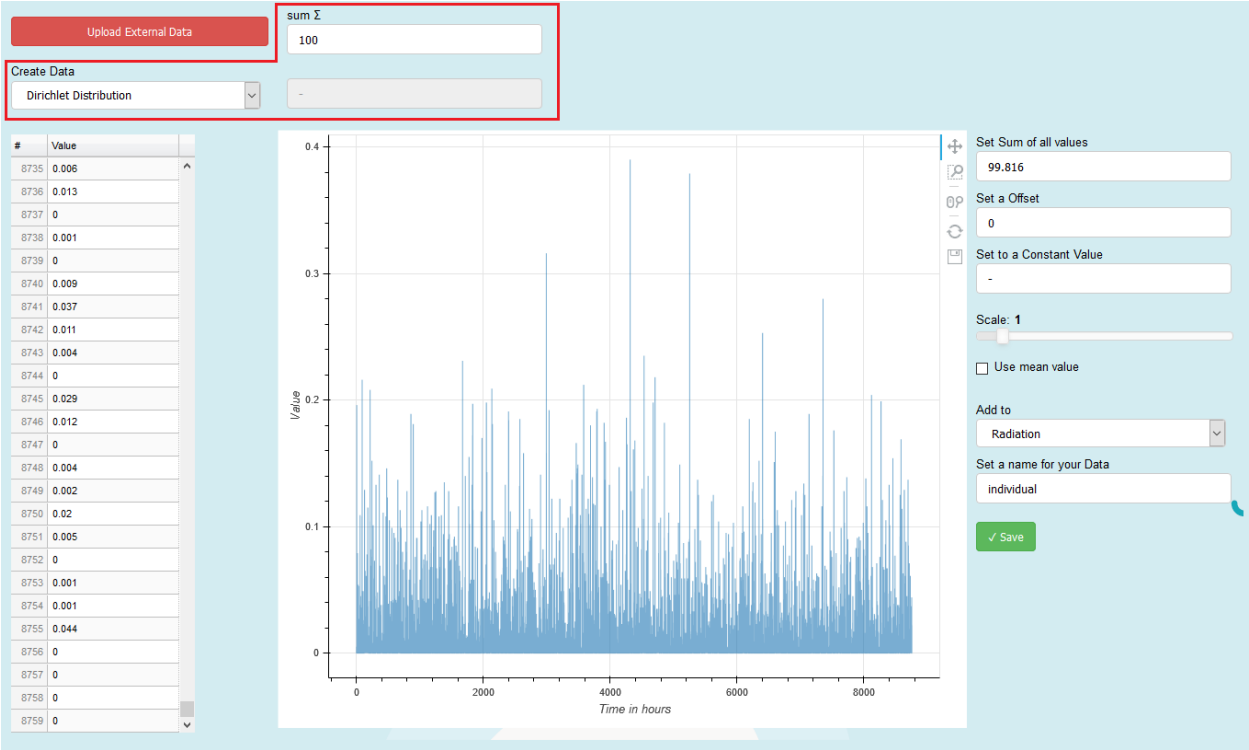 Upload External Data
sum Σ
100
Create Data
Dirichlet Distribution
-
# Value
8735 0.006
8736 0.013
8737 0
8738 0.001
8739 0
8740 0.009
8741 0.037
8742 0.011
8743 0.004
8744 0
8745 0.029
8746 0.012
8747 0
8748 0.004
8749 0.002
8750 0.02
8751 0.005
8752 0
8753 0.001
8754 0.001
8755 0.044
8756 0
8757 0
8758 0
8759 0
0.4
0.3
0.2
0.1
0
Value
0 2000 4000 6000 8000
Time in hours
Set Sum of all values
99.816
Set a Offset
0
Set to a Constant Value
-
Scale: 1
Use mean value
Add to
Radiation
Set a name for your Data
individual
✓ Save